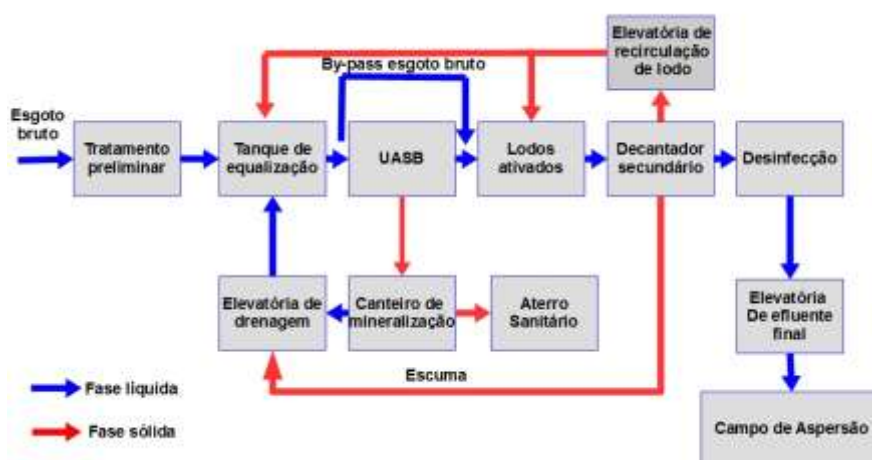 Elevatória de
recirculação
de lodo
By-pass esgoto bruto
Esgoto
bruto
Tratamento
preliminar
Tanque de
equalização
UASB
Lodos
ativados
Decantador
secundário
Desinfecção
Elevatória de
drenagem
Canteiro de
mineralização
Aterro
Sanitário
Elevatória
De efluente
final
Escuma
Fase líquida
Fase sólida
Campo de Aspersão